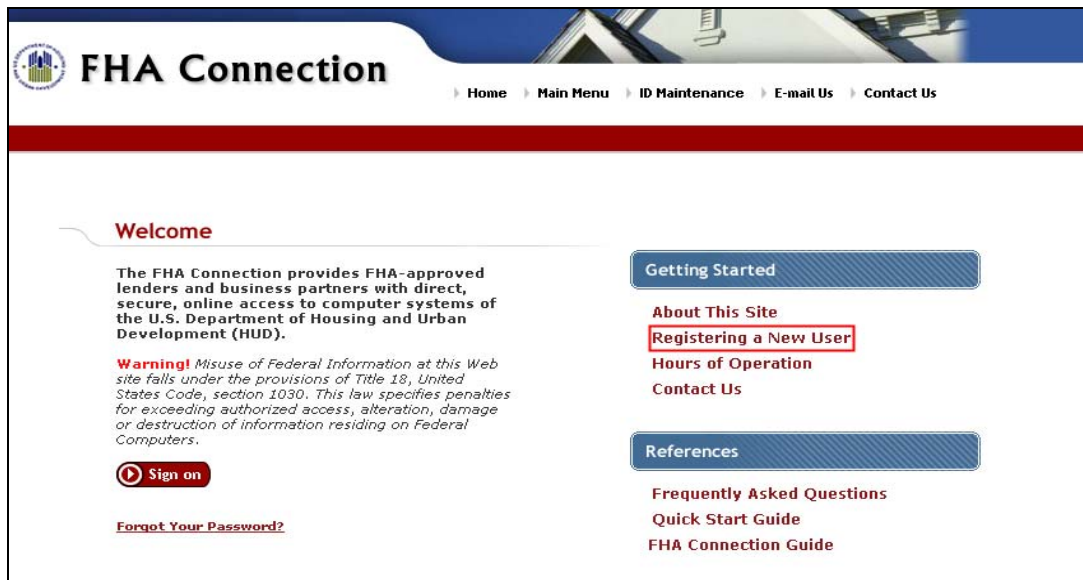 FHA Connection
Home Main Menu ID Maintenance E-mail Us Contact Us
Welcome
The FHA Connection provides FHA-approved
lenders and business partners with direct,
secure, online access to computer systems of
the U.S. Department of Housing and Urban
Development (HUD).
Warning! Misuse of Federal Information at this Web
site falls under the provisions of Title 18, United
States Code, section 1030. This law specifies penalties
for exceeding authorized access, alteration, damage
or destruction of information residing on Federal
Computers.
Sign on
Forgot Your Password?
Getting Started
About This Site
Registering a New User
Hours of Operation
Contact Us
References
Frequently Asked Questions
Quick Start Guide
FHA Connection Guide